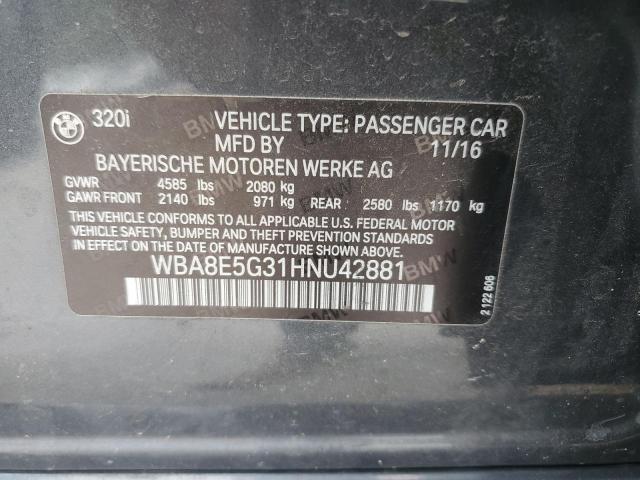 BMW 320i VEHICLE TYPE: PASSENGER CAR
MFD BY 11/16
BAYERISCHE MOTOREN WERKE AG
GVWR 4585 lbs 2080 kg
GAWR FRONT 2140 lbs 971 kg REAR 2580 lbs 1170 kg
THIS VEHICLE CONFORMS TO ALL APPLICABLE U.S. FEDERAL MOTOR
VEHICLE SAFETY, BUMPER AND THEFT PREVENTION STANDARDS
IN EFFECT ON THE DATE OF MANUFACTURE SHOWN ABOVE.
WBA8E5G31HNU42881
2 122 606